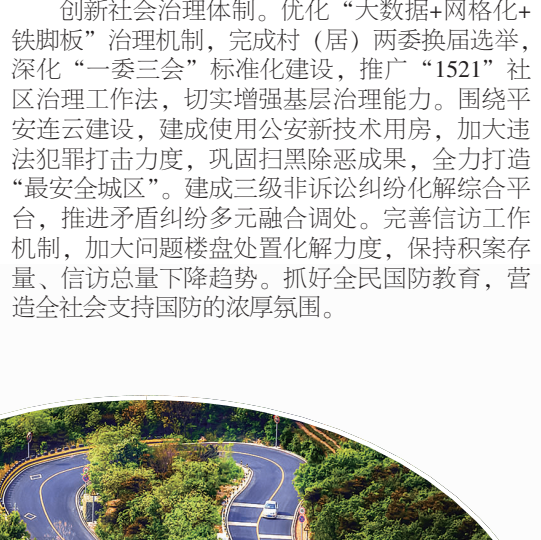 创新社会治理体制。优化“大数据+网格化+
铁脚板”治理机制，完成村（居）两委换届选举，
深化“一委三会”标准化建设，推广“1521”社
区治理工作法，切实增强基层治理能力。围绕平
安连云建设，建成使用公安新技术用房，加大违
法犯罪打击力度，巩固扫黑除恶成果，全力打造
“最安全城区”。建成三级非诉讼纠纷化解综合平
台，推进矛盾纠纷多元融合调处。完善信访工作
机制，加大问题楼盘处置化解力度，保持积案存
量、信访总量下降趋势。抓好全民国防教育，营
造全社会支持国防的浓厚氛围。